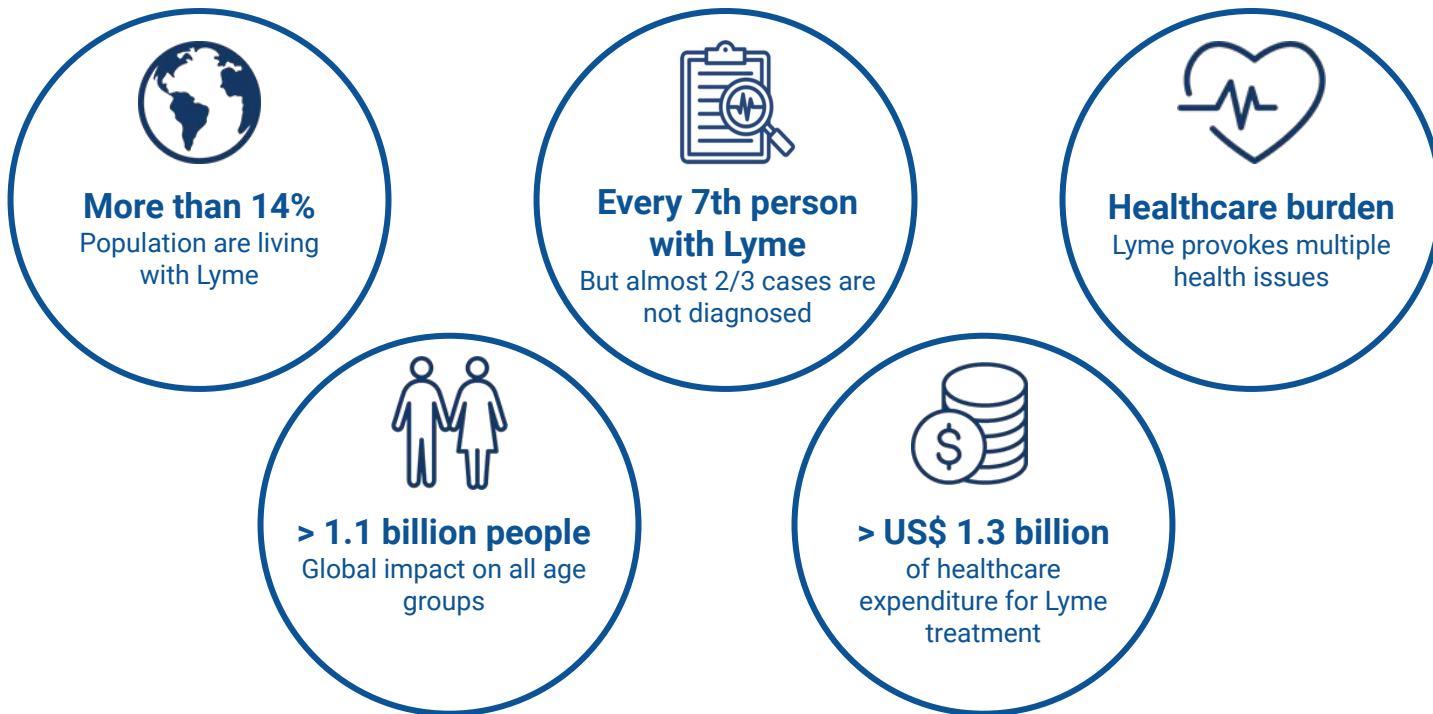 More than 14%
Population are living
with Lyme
Every 7th person
with Lyme
But almost 2/3 cases are
not diagnosed
Healthcare burden
Lyme provokes multiple
health issues
> 1.1 billion people
Global impact on all age
groups
$
> US$ 1.3 billion
of healthcare
expenditure for Lyme
treatment